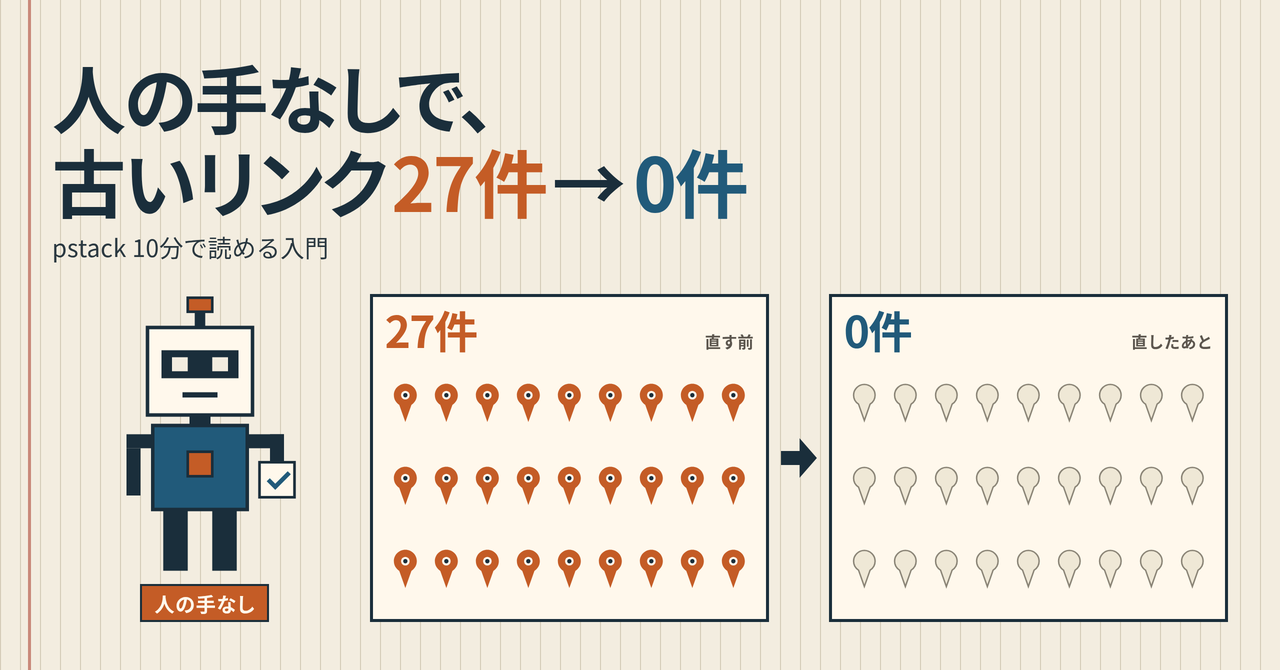 人の手なしで、
古いリンク27件→0件
pstack 10分で読める入門
27件
直す前
0件
直したあと
人の手なし